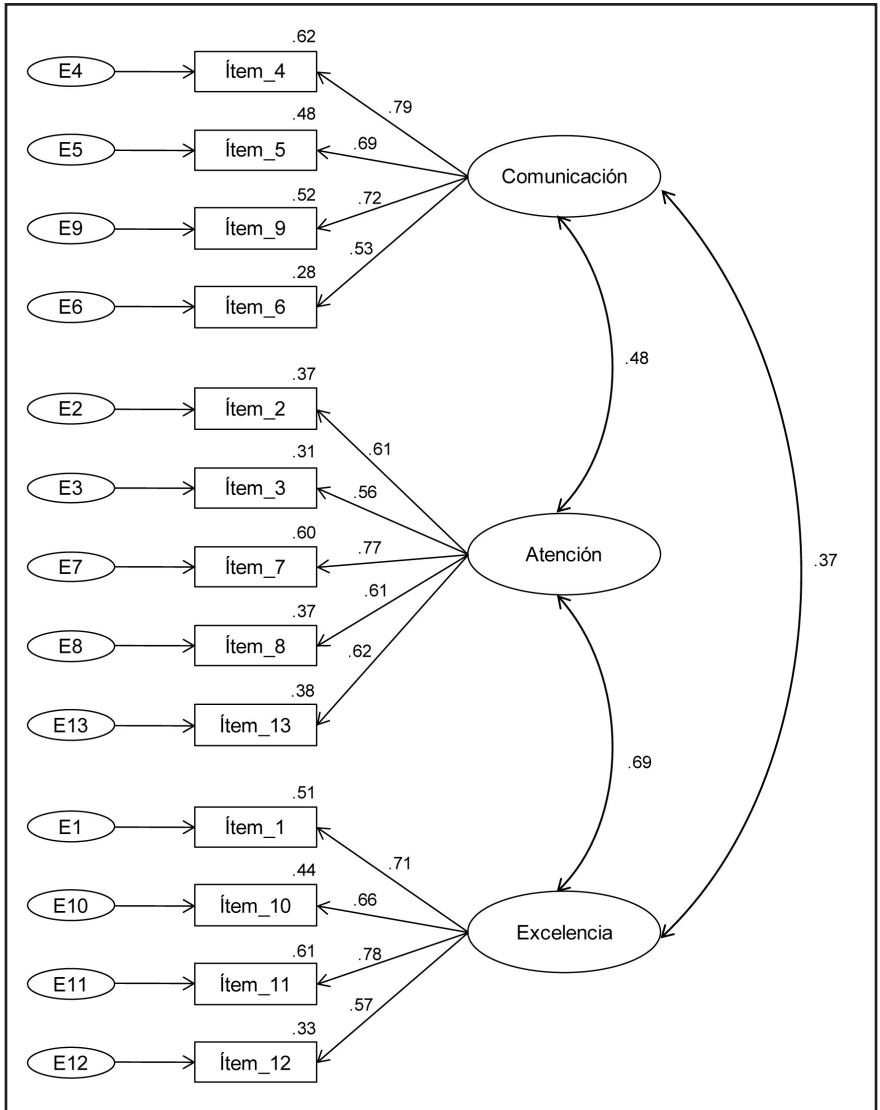 .62
E4 Ítem_4
.79
.48
E5 Ítem_5
.69
Comunicación
.52
E9 Ítem_9
.72
.53
.28
E6 Ítem_6
.48
.37
E2 Ítem_2
.61
.31
E3 Ítem_3
.56
.60
E7 Ítem_7
.77
Atención
.37
.61
.37
E8 Ítem_8
.62
.38
E13 Ítem_13
.69
.51
E1 Ítem_1
.71
.44
E10 Ítem_10
.66
Excelencia
.61
E11 Ítem_11
.78
.57
.33
E12 Ítem_12